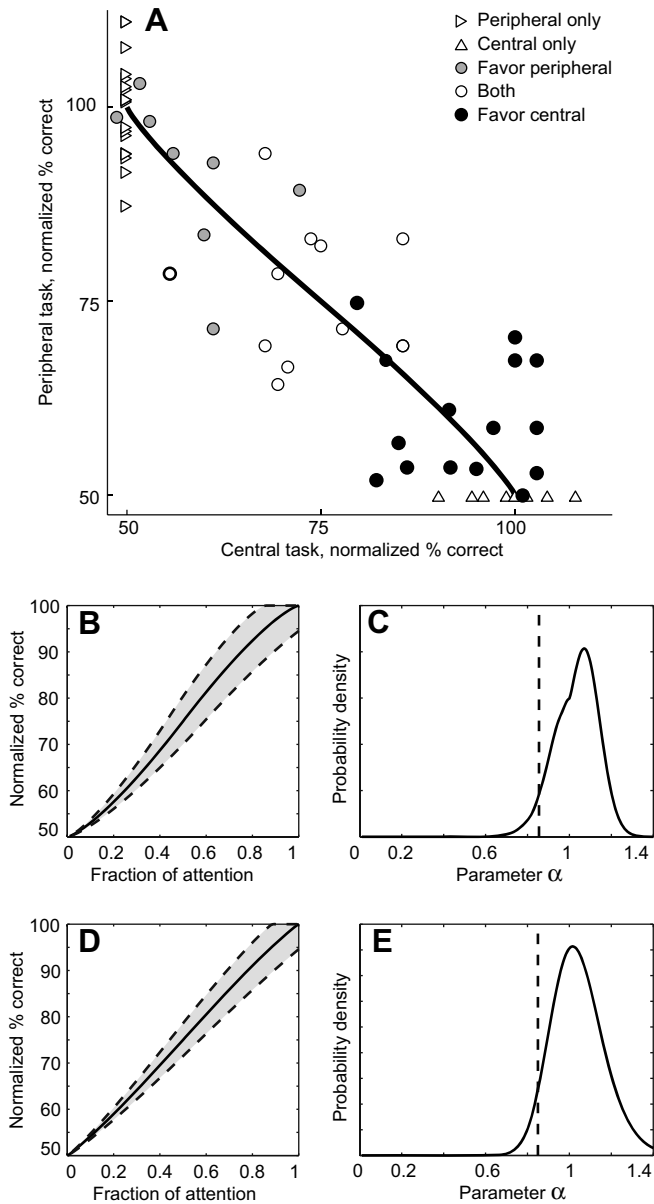 A
Peripheral only
Central only
Favor peripheral
Both
Favor central
Peripheral task, normalized % correct
100
75
50
50
75
100
Central task, normalized % correct
B
Normalized % correct
100
90
80
70
60
50
0
0.2
0.4
0.6
0.8
1
Fraction of attention
C
Probability density
0
0.2
0.6
1
1.4
Parameter α
D
Normalized % correct
100
90
80
70
60
50
0
0.2
0.4
0.6
0.8
1
Fraction of attention
E
Probability density
0
0.2
0.6
1
1.4
Parameter α